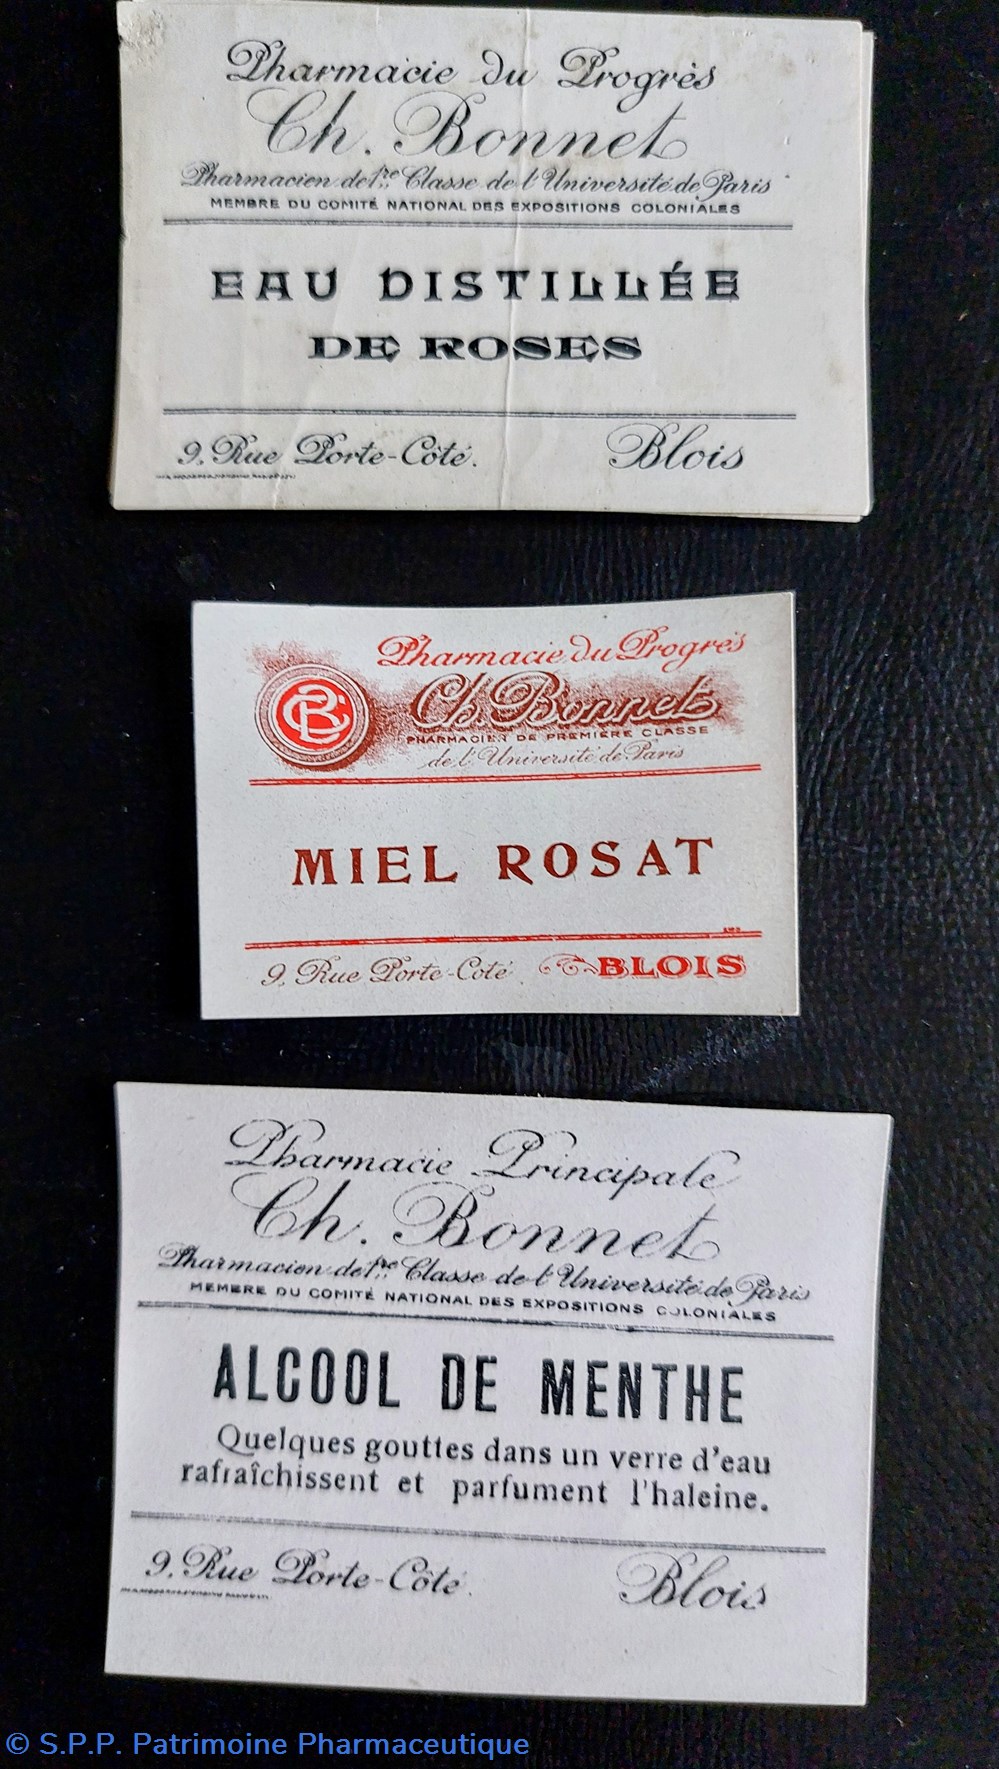 Pharmacie du Progrès
Ch. Bonnet
Pharmacien de 1re Classe de l'Université de Paris
MEMBRE DU COMITÉ NATIONAL DES EXPOSITIONS COLONIALES
EAU DISTILLÉE
DE ROSES
9, Rue Porte-Côté. Blois
Pharmacie du Progrès
CB
Ch. Bonnet
PHARMACIEN DE PREMIÈRE CLASSE
de l'Université de Paris
MIEL ROSAT
9, Rue Porte-Côté BLOIS
Pharmacie Principale
Ch. Bonnet
Pharmacien de 1re Classe de l'Université de Paris
MEMBRE DU COMITÉ NATIONAL DES EXPOSITIONS COLONIALES
ALCOOL DE MENTHE
Quelques gouttes dans un verre d'eau
rafraîchissent et parfument l'haleine.
9, Rue Porte-Côté. Blois
© S.P.P. Patrimoine Pharmaceutique